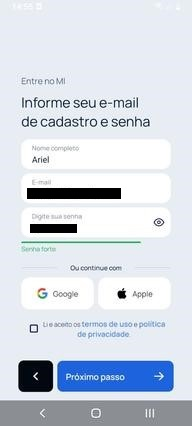 14:55
Entre no MI
Informe seu e-mail
de cadastro e senha
Nome completo
Ariel
E-mail
Digite sua senha
Senha forte
Ou continue com
Google
Apple
Li e aceito os termos de uso e política
de privacidade.
Próximo passo